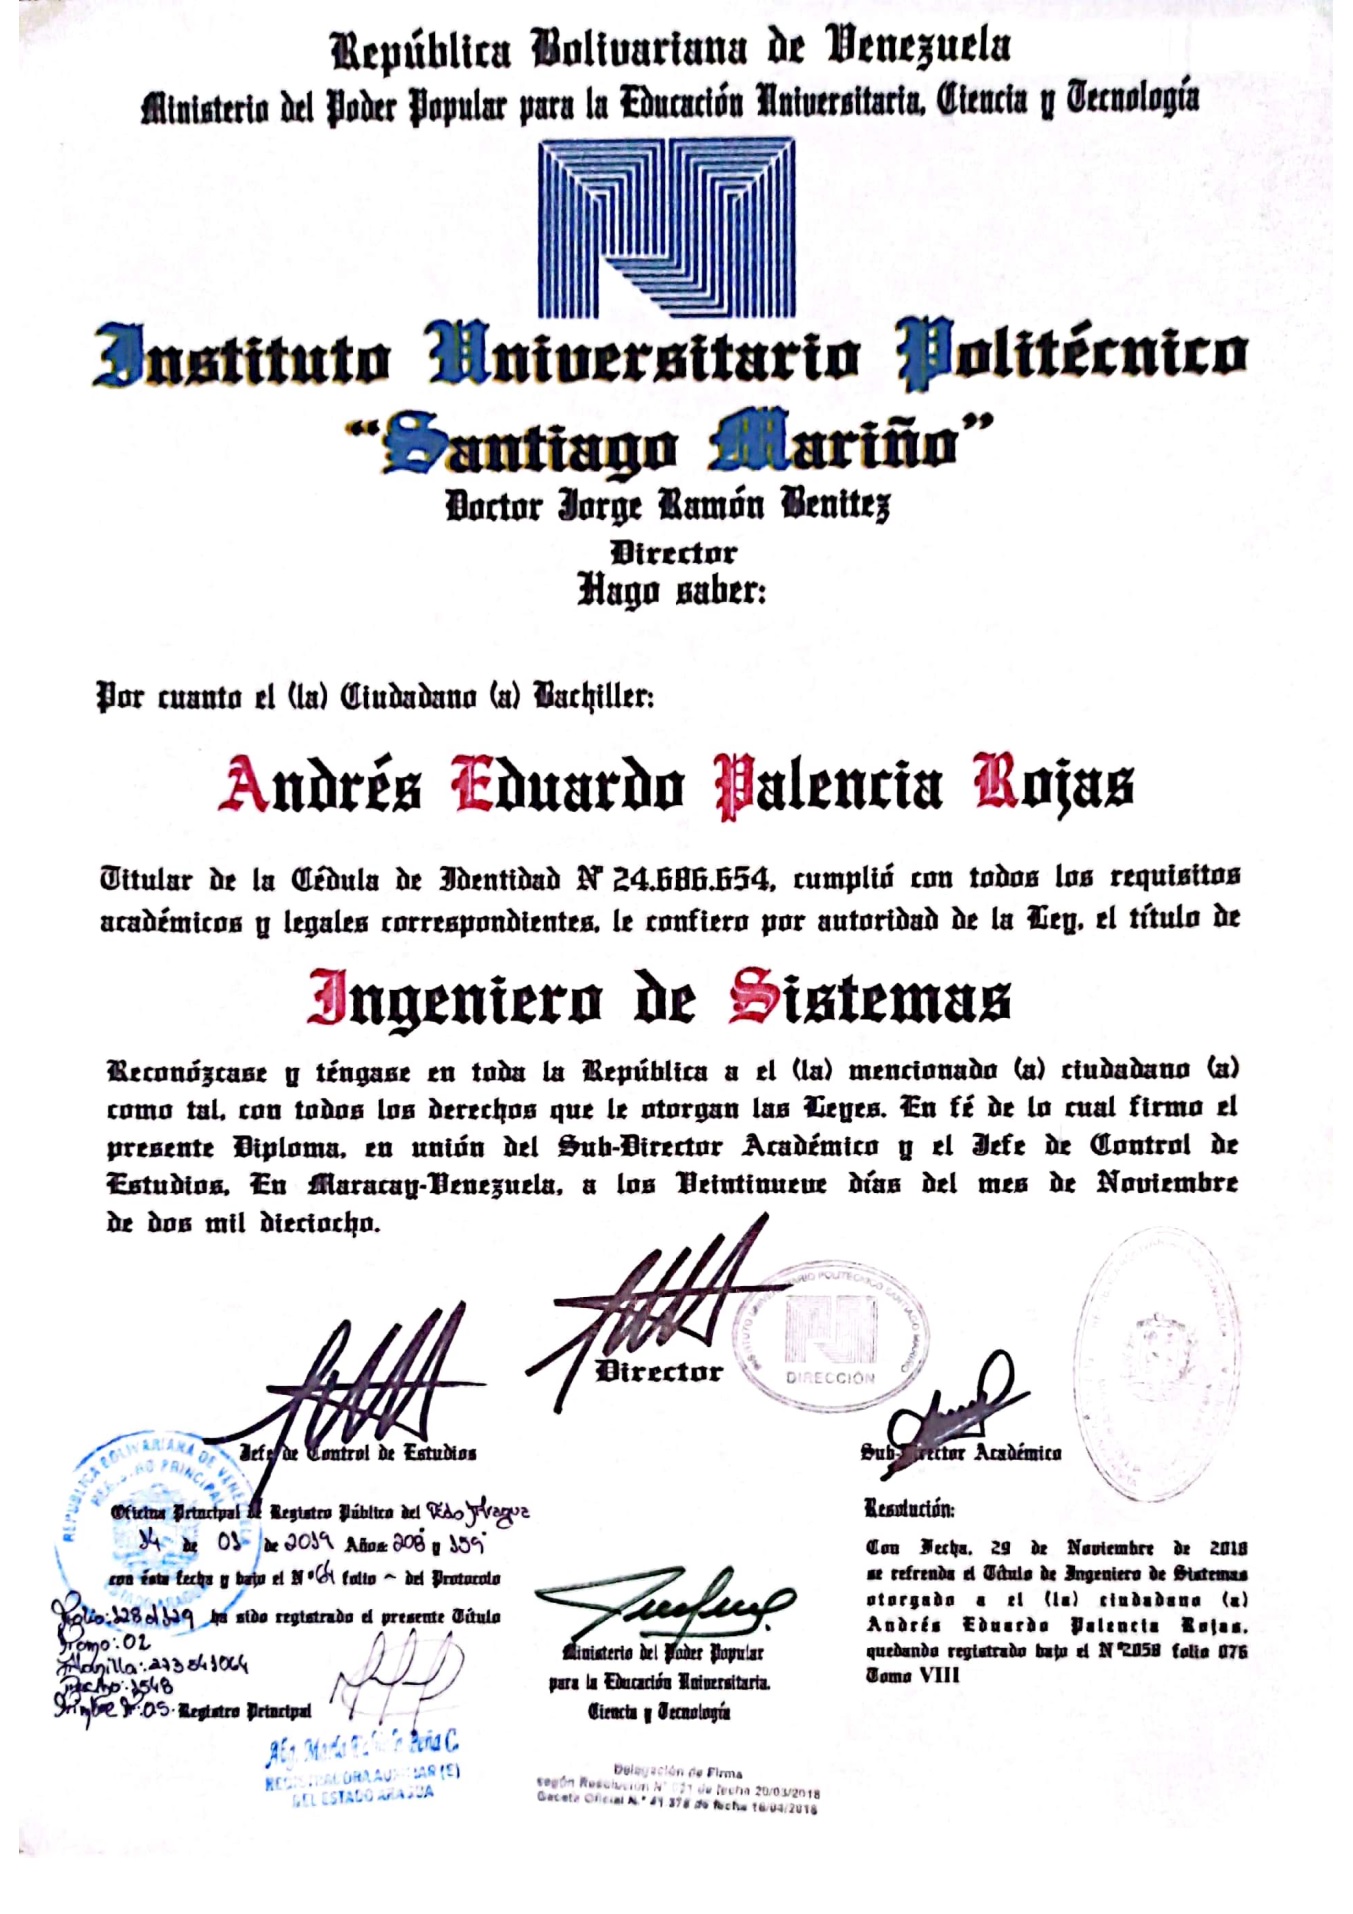 República Bolivariana de Venezuela
Ministerio del Poder Popular para la Educación Universitaria, Ciencia y Tecnología
Instituto Universitario Politécnico
“Santiago Mariño”
Doctor Jorge Ramón Benitez
Director
Hago saber:
Por cuanto el (la) Ciudadano (a) Bachiller:
Andrés Eduardo Palencia Rojas
Titular de la Cédula de Identidad Nº 24.686.654, cumplió con todos los requisitos
académicos y legales correspondientes, le confiero por autoridad de la Ley, el título de
Ingeniero de Sistemas
Reconózcase y téngase en toda la República a el (la) mencionado (a) ciudadano (a)
como tal, con todos los derechos que le otorgan las Leyes. En fé de lo cual firmo el
presente Diploma, en unión del Sub-Director Académico y el Jefe de Control de
Estudios, En Maracay-Venezuela, a los Veintinueve días del mes de Noviembre
de dos mil dieciocho.
Director
INSTITUTO UNIVERSITARIO POLITECNICO SANTIAGO MARIÑO
DIRECCIÓN
Jefe de Control de Estudios
Sub-Director Académico
REPUBLICA BOLIVARIANA DE VENEZUELA
REGISTRO PRINCIPAL
Oficina Principal de Registro Público del Edo Aragua
14 de 03 de 2019 Años: 208º y 159º
con ésta fecha y bajo el Nº 64 folio ~ del Protocolo
Folio: 128 al 129 ha sido registrado el presente Título
Tomo: 02
Planilla: 273841064
1548
Timbre F: 05. Registro Principal
Abg. María Peña C.
REGISTRADORA AUXILIAR (E)
DEL ESTADO ARAGUA
Ministerio del Poder Popular
para la Educación Universitaria,
Ciencia y Tecnología
Delegación de Firma
según Resolución Nº 021 de fecha 20/03/2018
Gaceta Oficial N.º 41.378 de fecha 16/04/2018
Resolución:
Con Fecha, 29 de Noviembre de 2018
se refrenda el Título de Ingeniero de Sistemas
otorgado a el (la) ciudadano (a)
Andrés Eduardo Palencia Rojas,
quedando registrado bajo el Nº2058 folio 076
Tomo VIII